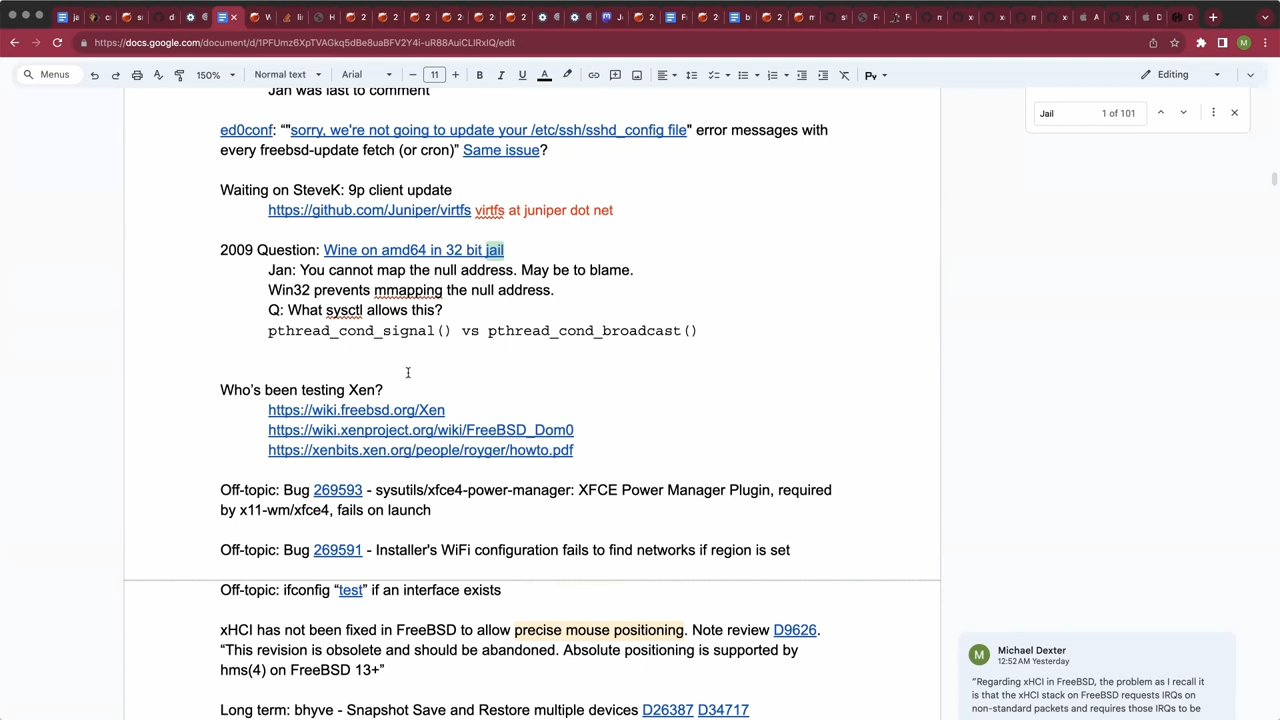 https://docs.google.com/document/d/1PFUmz6XpTVAGkq5dBe8uaBFV2Y4i-uR88AuiCLIRxIQ/edit
M
Menus
150%
Normal text
Arial
11
B
I
U
A
Editing
Jan was last to comment
Jail
1 of 101
ed0conf: “"sorry, we're not going to update your /etc/ssh/sshd_config file" error messages with
every freebsd-update fetch (or cron)” Same issue?
Waiting on SteveK: 9p client update
https://github.com/Juniper/virtfs virtfs at juniper dot net
2009 Question: Wine on amd64 in 32 bit jail
Jan: You cannot map the null address. May be to blame.
Win32 prevents mmapping the null address.
Q: What sysctl allows this?
pthread_cond_signal() vs pthread_cond_broadcast()
Who's been testing Xen?
https://wiki.freebsd.org/Xen
https://wiki.xenproject.org/wiki/FreeBSD_Dom0
https://xenbits.xen.org/people/royger/howto.pdf
Off-topic: Bug 269593 - sysutils/xfce4-power-manager: XFCE Power Manager Plugin, required
by x11-wm/xfce4, fails on launch
Off-topic: Bug 269591 - Installer's WiFi configuration fails to find networks if region is set
Off-topic: ifconfig “test” if an interface exists
xHCI has not been fixed in FreeBSD to allow precise mouse positioning. Note review D9626.
“This revision is obsolete and should be abandoned. Absolute positioning is supported by
hms(4) on FreeBSD 13+”
Long term: bhyve - Snapshot Save and Restore multiple devices D26387 D34717
M
Michael Dexter
12:52 AM Yesterday
“Regarding xHCI in FreeBSD, the problem as I recall it
is that the xHCI stack on FreeBSD requests IRQs on
non-standard packets and requires those IRQs to be